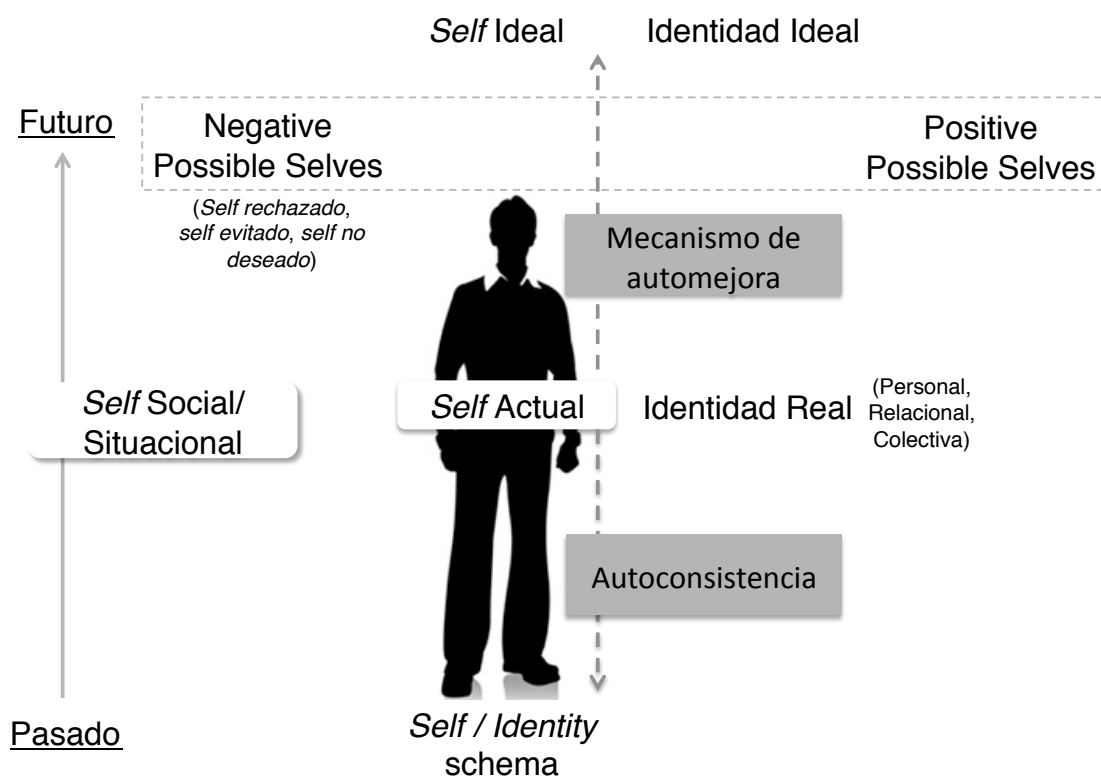 Self Ideal
Identidad Ideal
Futuro
Negative
Possible Selves
Positive
Possible Selves
(Self rechazado,
self evitado, self no
deseado)
Mecanismo de
automejora
Self Social/
Situacional
Self Actual
Identidad Real
(Personal,
Relacional,
Colectiva)
Autoconsistencia
Pasado
Self / Identity
schema